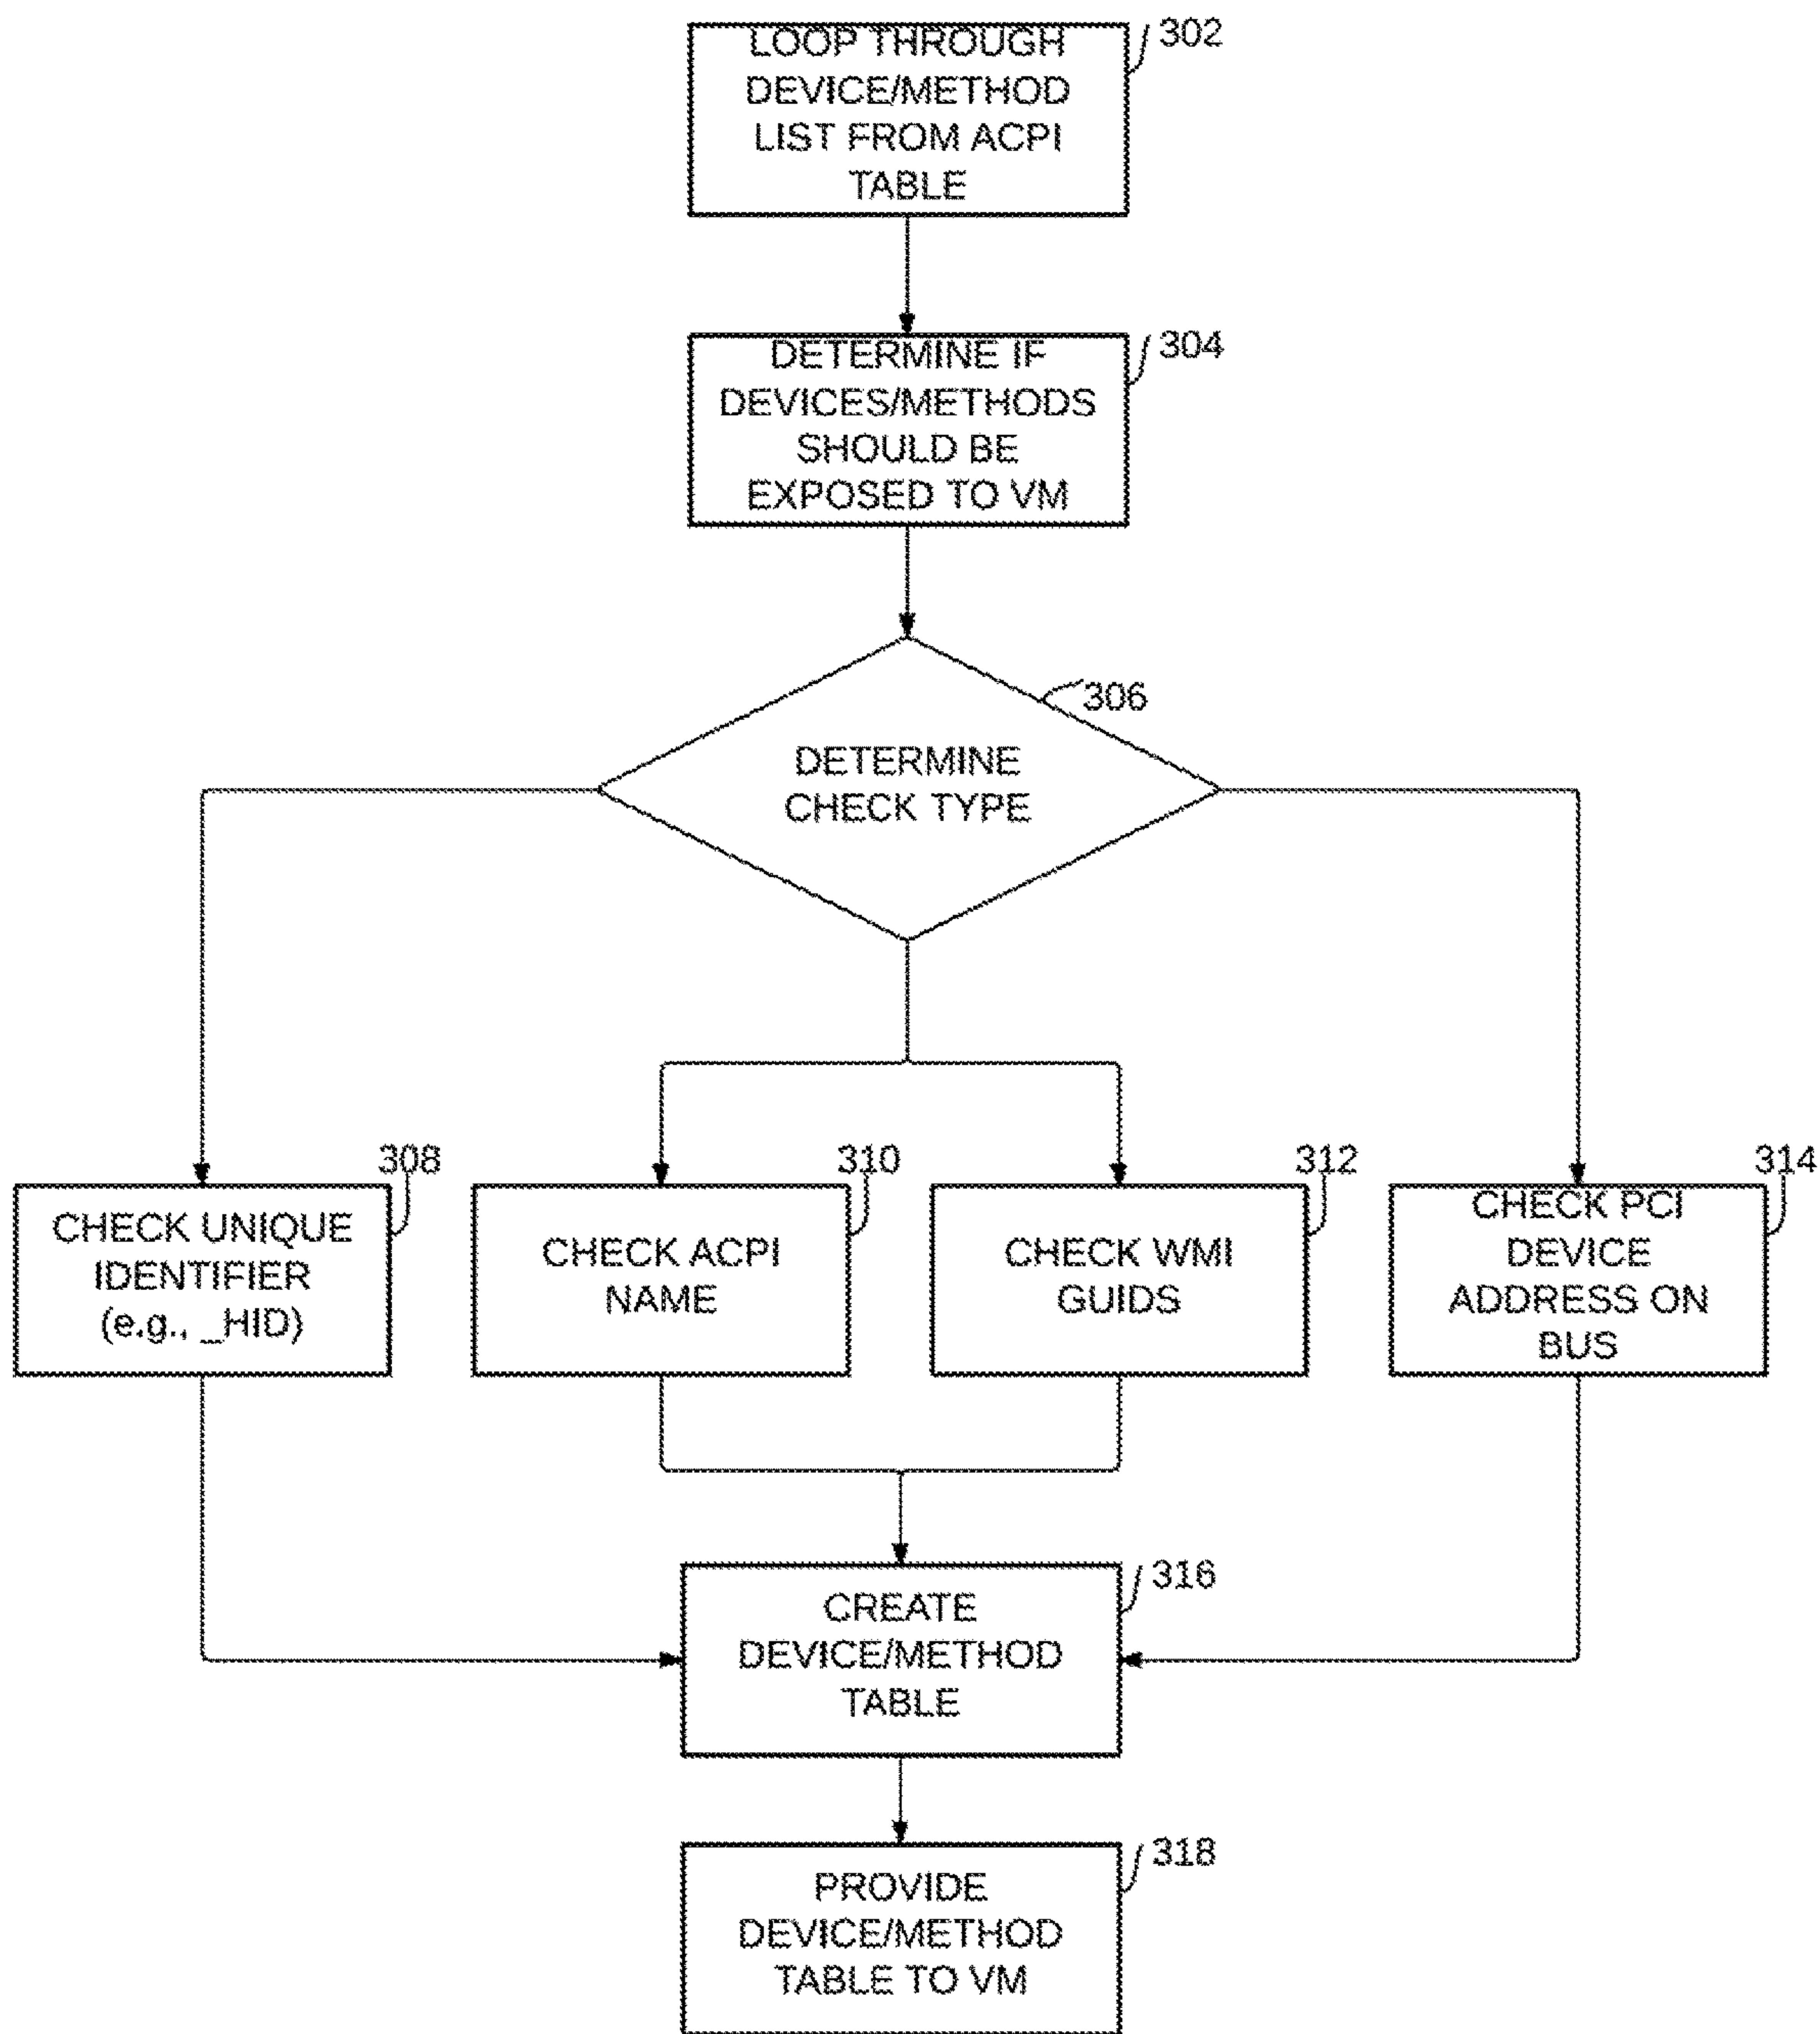 LOOP THROUGH
DEVICE/METHOD
LIST FROM ACPI
TABLE
302
DETERMINE IF
DEVICES/METHODS
SHOULD BE
EXPOSED TO VM
304
306
DETERMINE
CHECK TYPE
308
CHECK UNIQUE
IDENTIFIER
(e.g., _HID)
310
CHECK ACPI
NAME
312
CHECK WMI
GUIDS
314
CHECK PCI
DEVICE
ADDRESS ON
BUS
316
CREATE
DEVICE/METHOD
TABLE
318
PROVIDE
DEVICE/METHOD
TABLE TO VM